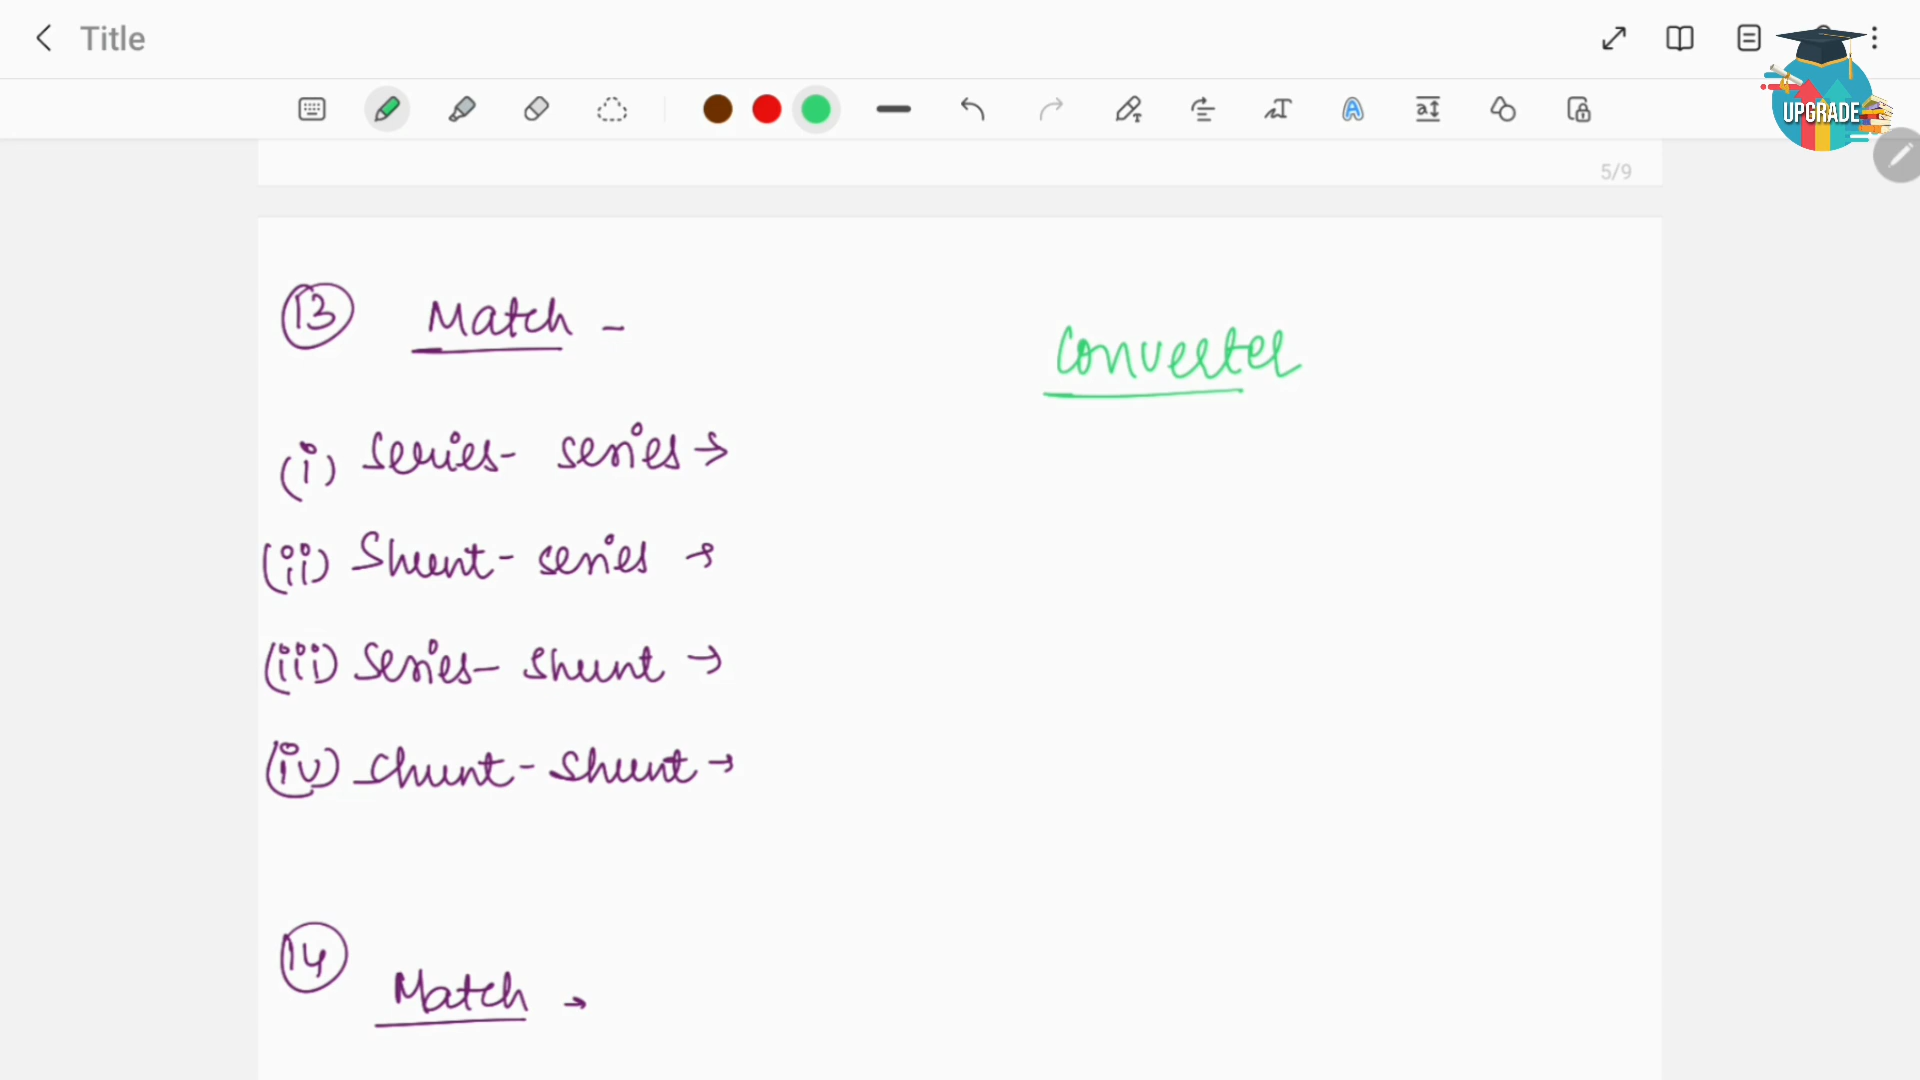 Title
UPGRADE
5/9
13 Match -
Converter
(i) Series - series →
(ii) Shunt - series →
(iii) Series - shunt →
(iv) Shunt - Shunt →
14 Match →